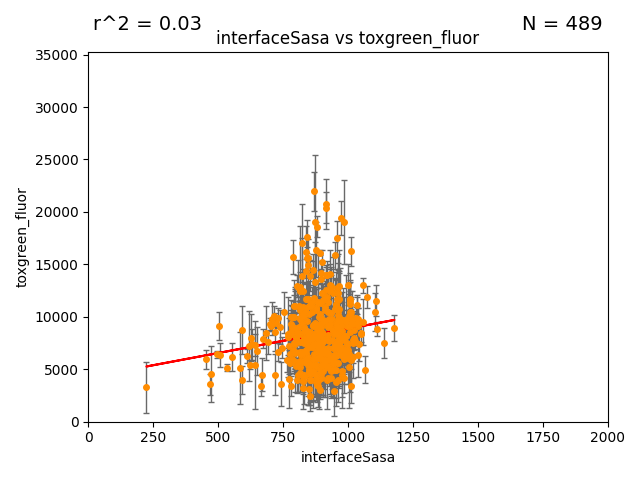 r^2 = 0.03
N = 489
interfaceSasa vs toxgreen_fluor
35000
30000
25000
20000
15000
10000
5000
0
toxgreen_fluor
0 250 500 750 1000 1250 1500 1750 2000
interfaceSasa